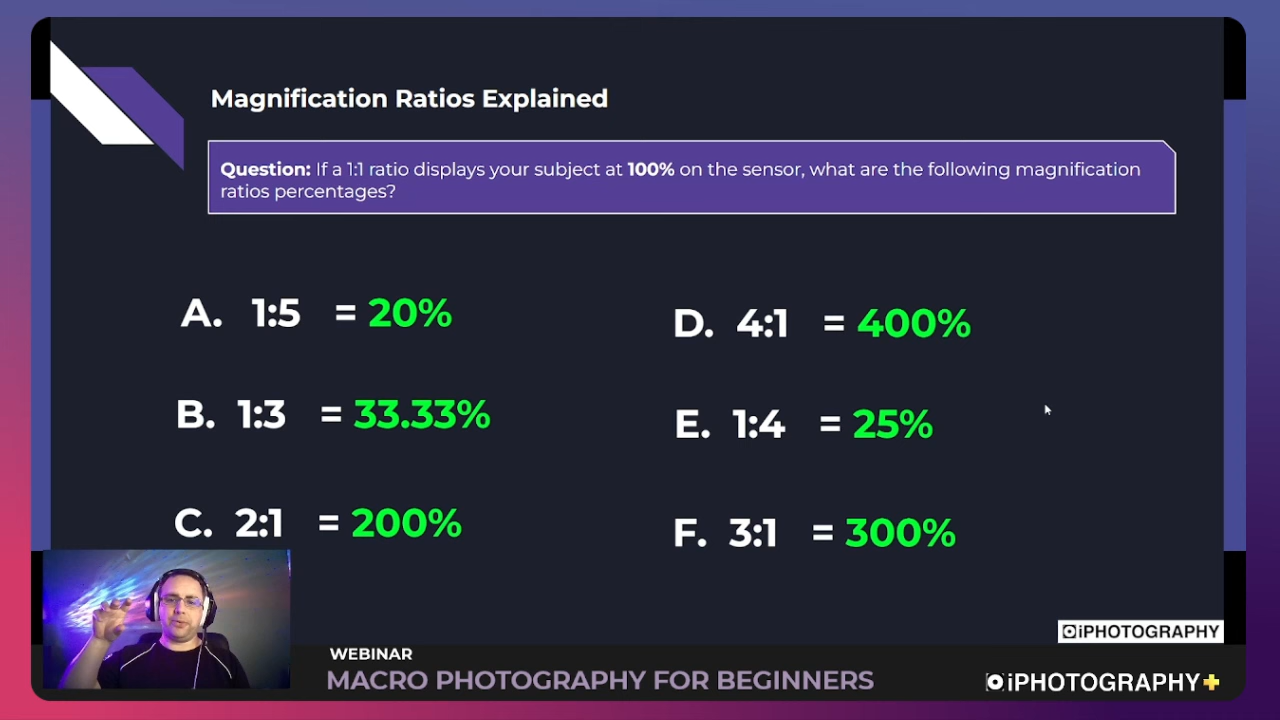 Magnification Ratios Explained
Question: If a 1:1 ratio displays your subject at 100% on the sensor, what are the following magnification
ratios percentages?
A. 1:5 = 20%
B. 1:3 = 33.33%
C. 2:1 = 200%
D. 4:1 = 400%
E. 1:4 = 25%
F. 3:1 = 300%
iPHOTOGRAPHY
WEBINAR
MACRO PHOTOGRAPHY FOR BEGINNERS
iPHOTOGRAPHY+